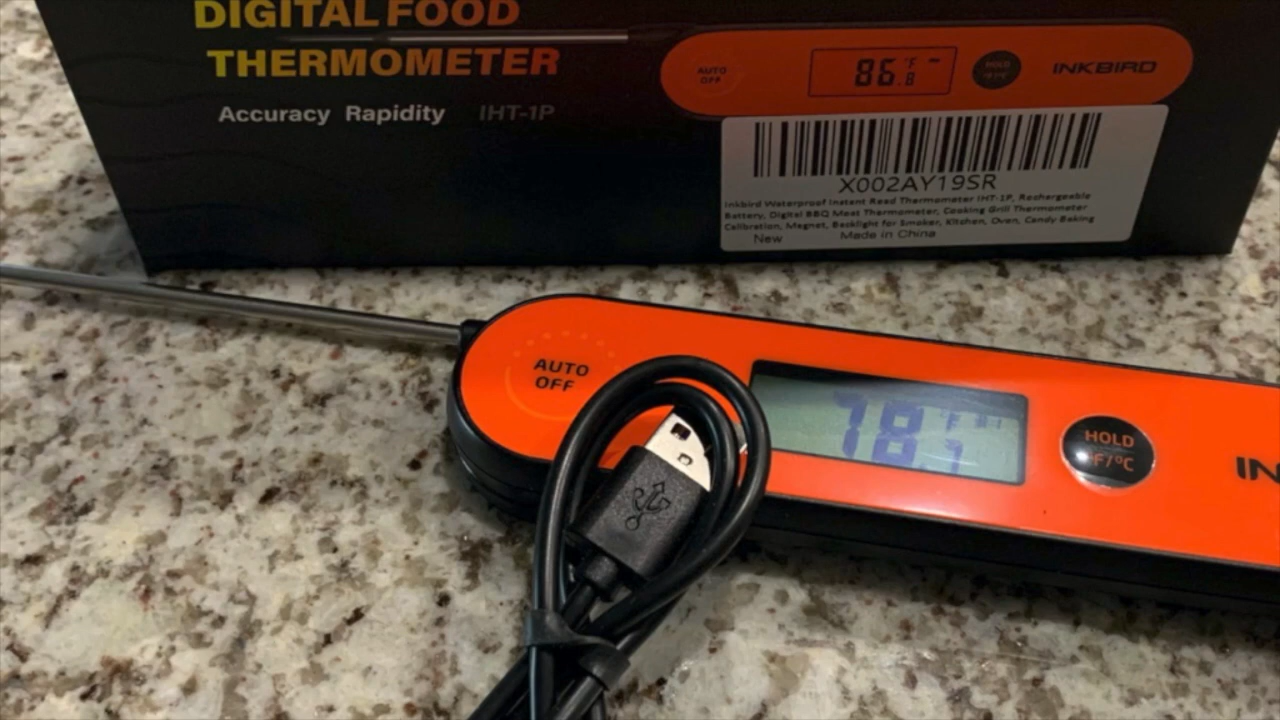 DIGITAL FOOD
THERMOMETER
Accuracy Rapidity IHT-1P
AUTO
OFF
86.8 °F
HOLD
°F/°C
INKBIRD
X002AY19SR
Inkbird Waterproof Instant Read Thermometer IHT-1P, Rechargeable
Battery, Digital BBQ Meat Thermometer, Cooking Grill Thermometer
Calibration, Magnet, Backlight for Smoker, Kitchen, Oven, Candy Baking
New Made in China
AUTO
OFF
78.
HOLD
°F/°C
IN